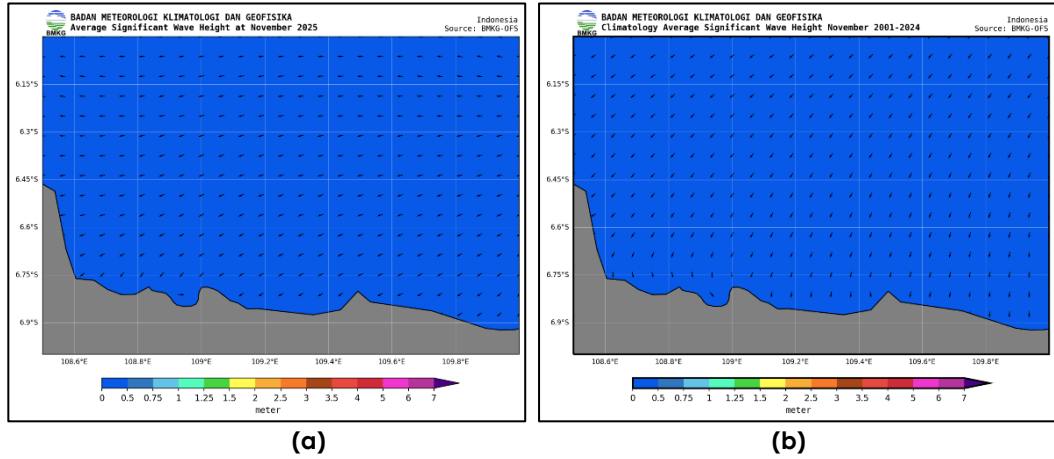 BADAN METEOROLOGI KLIMATOLOGI DAN GEOFISIKA
Indonesia
Average Significant Wave Height at November 2025
Source: BMKG-OFS
BMKG
6.15°S
6.3°S
6.45°S
6.6°S
6.75°S
6.9°S
108.6°E 108.8°E 109°E 109.2°E 109.4°E 109.6°E 109.8°E
0 0.5 0.75 1 1.25 1.5 2 2.5 3 3.5 4 5 6 7
meter
(a)
BADAN METEOROLOGI KLIMATOLOGI DAN GEOFISIKA
Indonesia
Climatology Average Significant Wave Height November 2001-2024
Source: BMKG-OFS
BMKG
6.15°S
6.3°S
6.45°S
6.6°S
6.75°S
6.9°S
108.6°E 108.8°E 109°E 109.2°E 109.4°E 109.6°E 109.8°E
0 0.5 0.75 1 1.25 1.5 2 2.5 3 3.5 4 5 6 7
meter
(b)